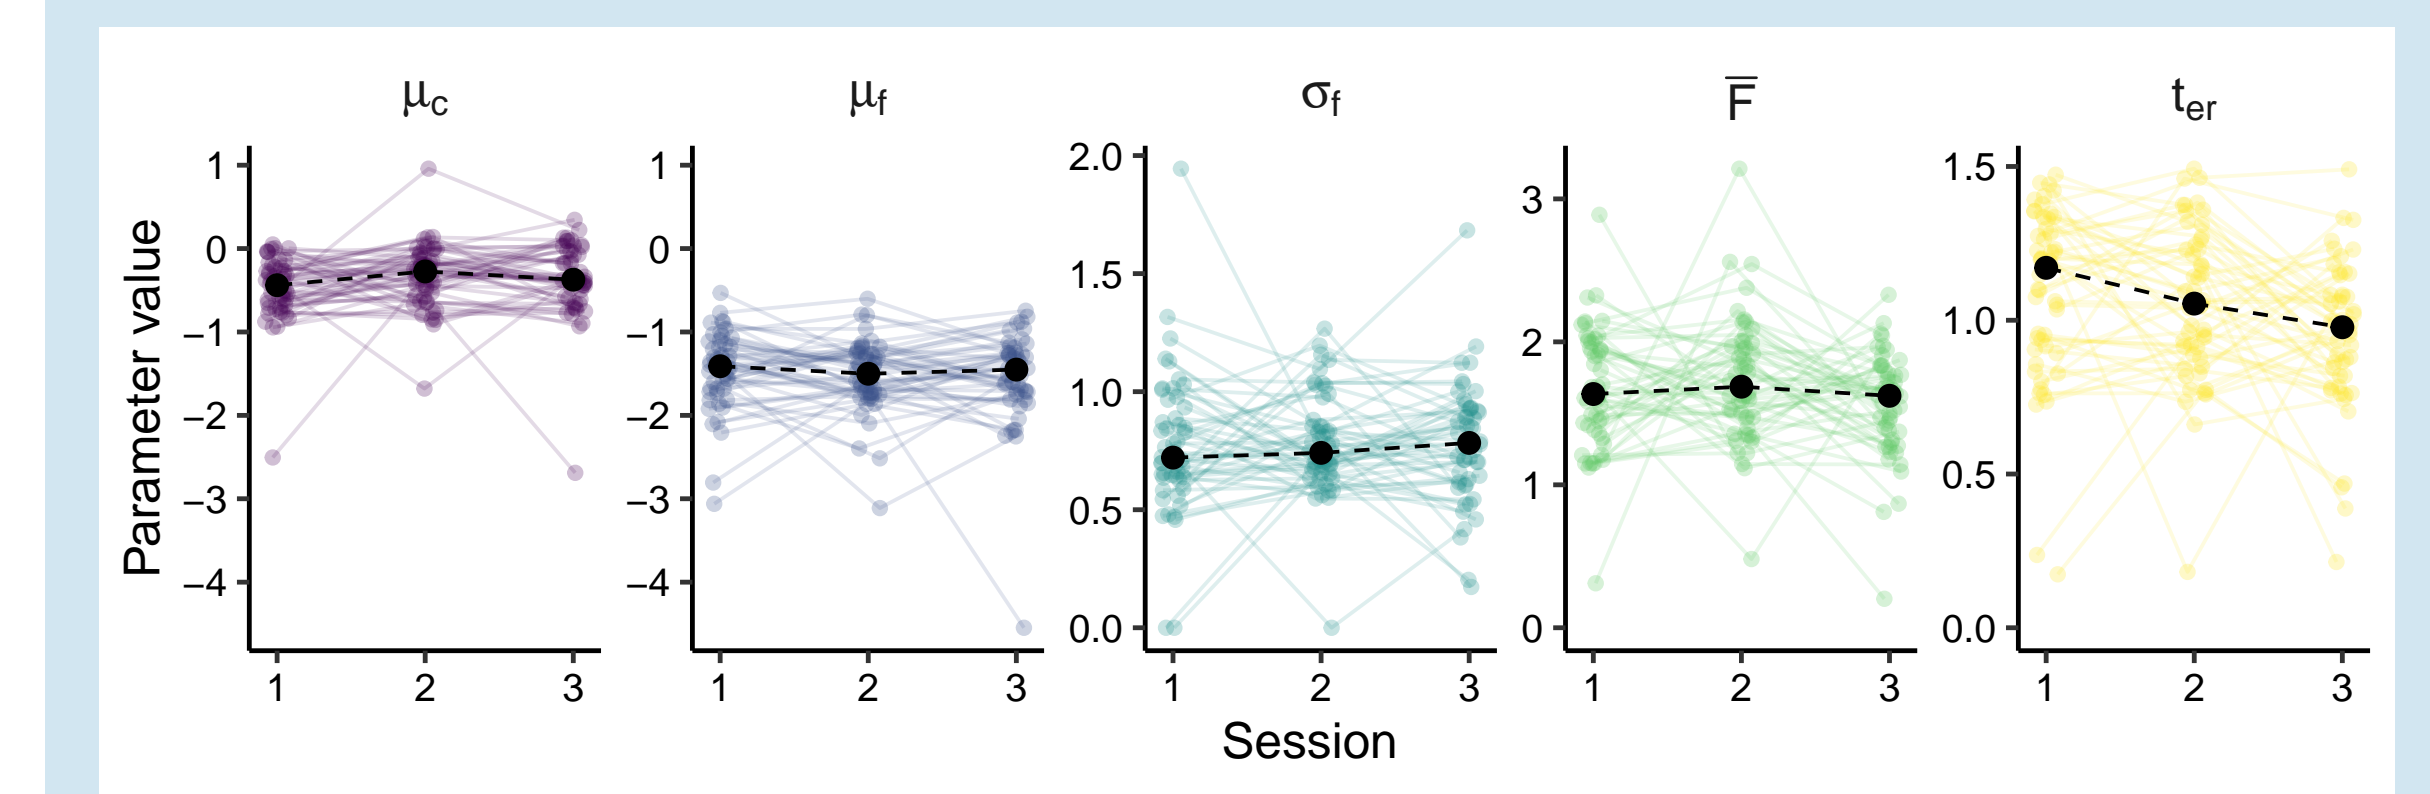 μc μf σf F̅ ter
Parameter value
1 0 −1 −2 −3 −4
1 0 −1 −2 −3 −4
2.0 1.5 1.0 0.5 0.0
3 2 1 0
1.5 1.0 0.5 0.0
1 2 3 1 2 3 1 2 3 1 2 3 1 2 3
Session